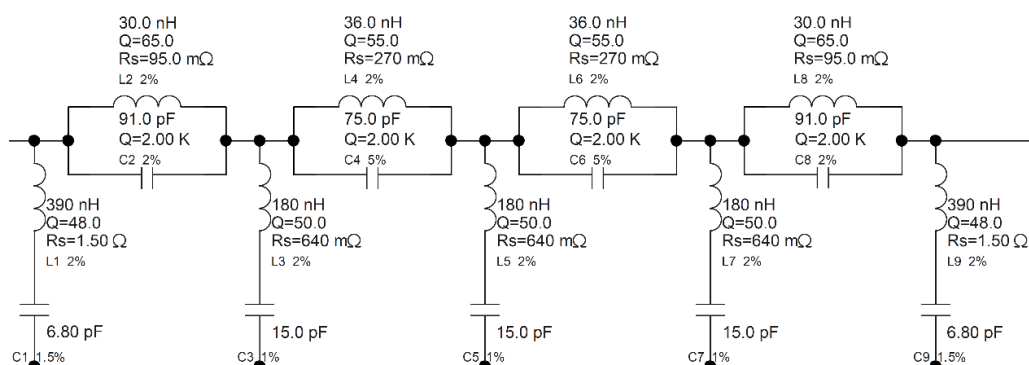 30.0 nH
Q=65.0
Rs=95.0 mΩ
L2 2%
91.0 pF
Q=2.00 K
C2 2%
36.0 nH
Q=55.0
Rs=270 mΩ
L4 2%
75.0 pF
Q=2.00 K
C4 5%
36.0 nH
Q=55.0
Rs=270 mΩ
L6 2%
75.0 pF
Q=2.00 K
C6 5%
30.0 nH
Q=65.0
Rs=95.0 mΩ
L8 2%
91.0 pF
Q=2.00 K
C8 2%
390 nH
Q=48.0
Rs=1.50 Ω
L1 2%
6.80 pF
C1 1.5%
180 nH
Q=50.0
Rs=640 mΩ
L3 2%
15.0 pF
C3 1%
180 nH
Q=50.0
Rs=640 mΩ
L5 2%
15.0 pF
C5 1%
180 nH
Q=50.0
Rs=640 mΩ
L7 2%
15.0 pF
C7 1%
390 nH
Q=48.0
Rs=1.50 Ω
L9 2%
6.80 pF
C9 1.5%